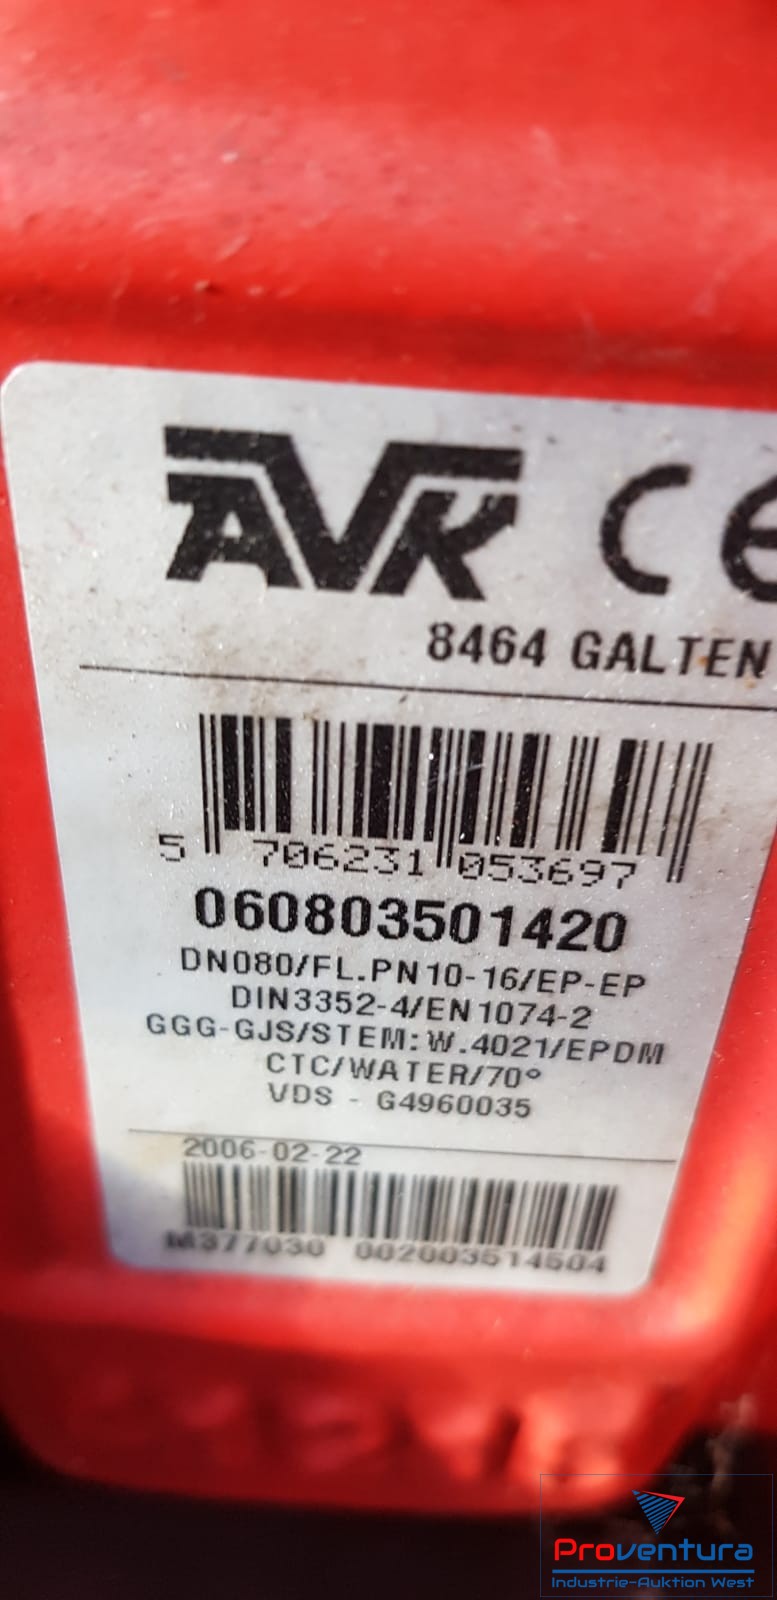 AVK CE
8464 GALTEN
5 706231 053697
060803501420
DN080/FL.PN10-16/EP-EP
DIN3352-4/EN1074-2
GGG-GJS/STEM:W.4021/EPDM
CTC/WATER/70°
VDS - G4960035
2006-02-22
M377030 002003514504
Proventura
Industrie-Auktion West